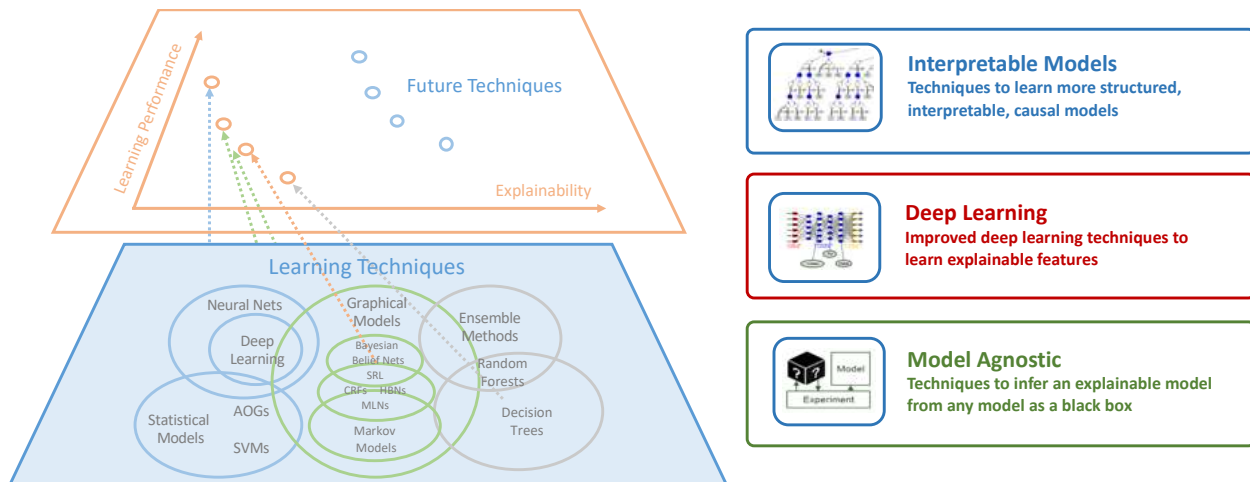 Learning Performance
Future Techniques
Explainability
Learning Techniques
Neural Nets
Deep
Learning
Graphical
Models
Ensemble
Methods
Bayesian
Belief Nets
SRL
CRFs HBNs
MLNs
Markov
Models
Random
Forests
Decision
Trees
Statistical
Models
AOGs
SVMs
Interpretable Models
Techniques to learn more structured,
interpretable, causal models
Deep Learning
Improved deep learning techniques to
learn explainable features
Model
Experiment
? ?
Model Agnostic
Techniques to infer an explainable model
from any model as a black box